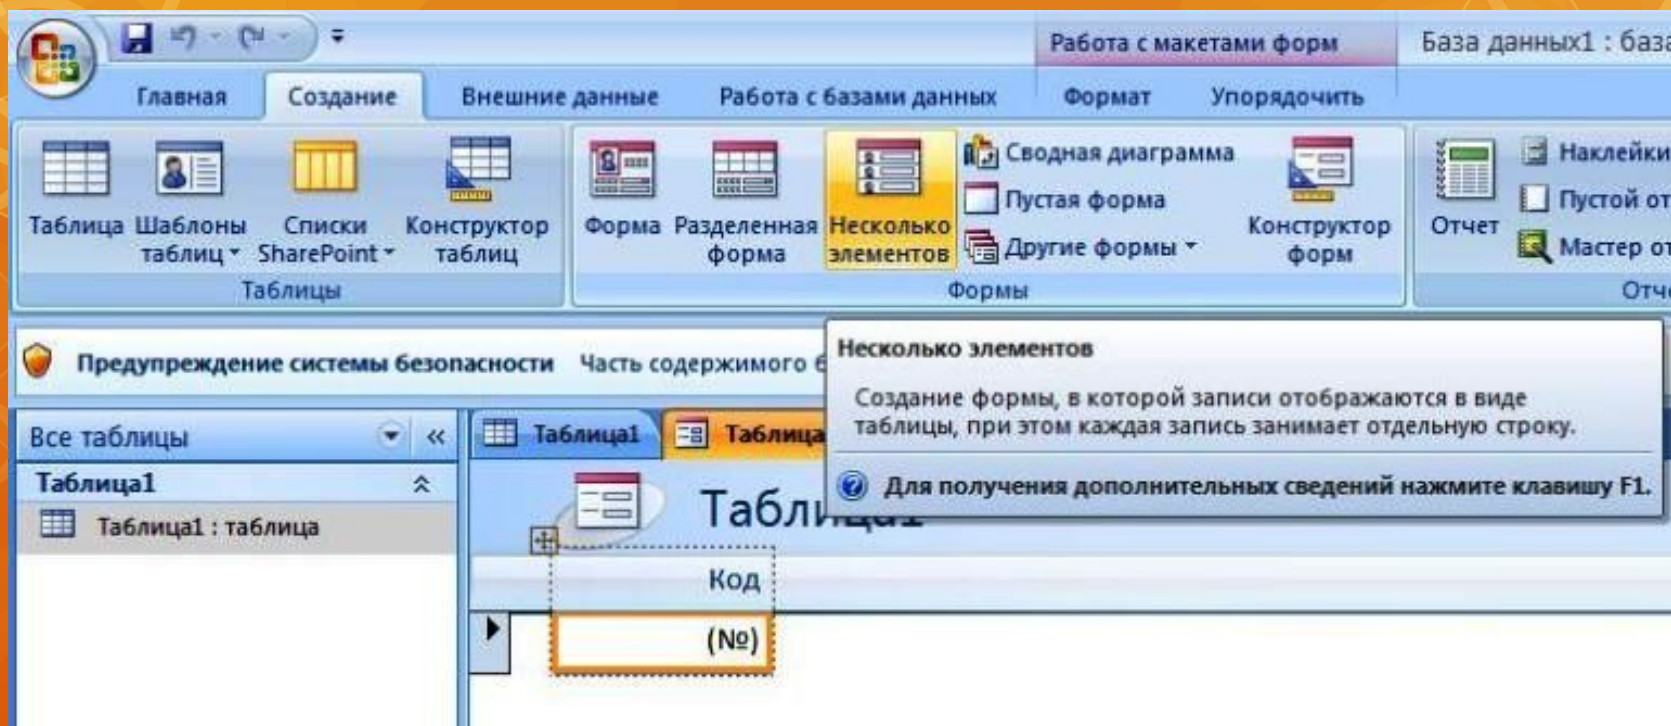 Работа с макетами форм
База данных1 : база
Главная
Создание
Внешние данные
Работа с базами данных
Формат
Упорядочить
Таблица
Шаблоны
таблиц
Списки
SharePoint
Конструктор
таблиц
Таблицы
Форма
Разделенная
форма
Несколько
элементов
Сводная диаграмма
Пустая форма
Другие формы
Конструктор
форм
Формы
Отчет
Наклейки
Пустой от
Мастер от
Отче
Предупреждение системы безопасности Часть содержимого б
Несколько элементов
Создание формы, в которой записи отображаются в виде
таблицы, при этом каждая запись занимает отдельную строку.
Для получения дополнительных сведений нажмите клавишу F1.
Все таблицы
Таблица1
Таблица1 : таблица
Таблица1
Таблица
Таблица1
Код
(№)